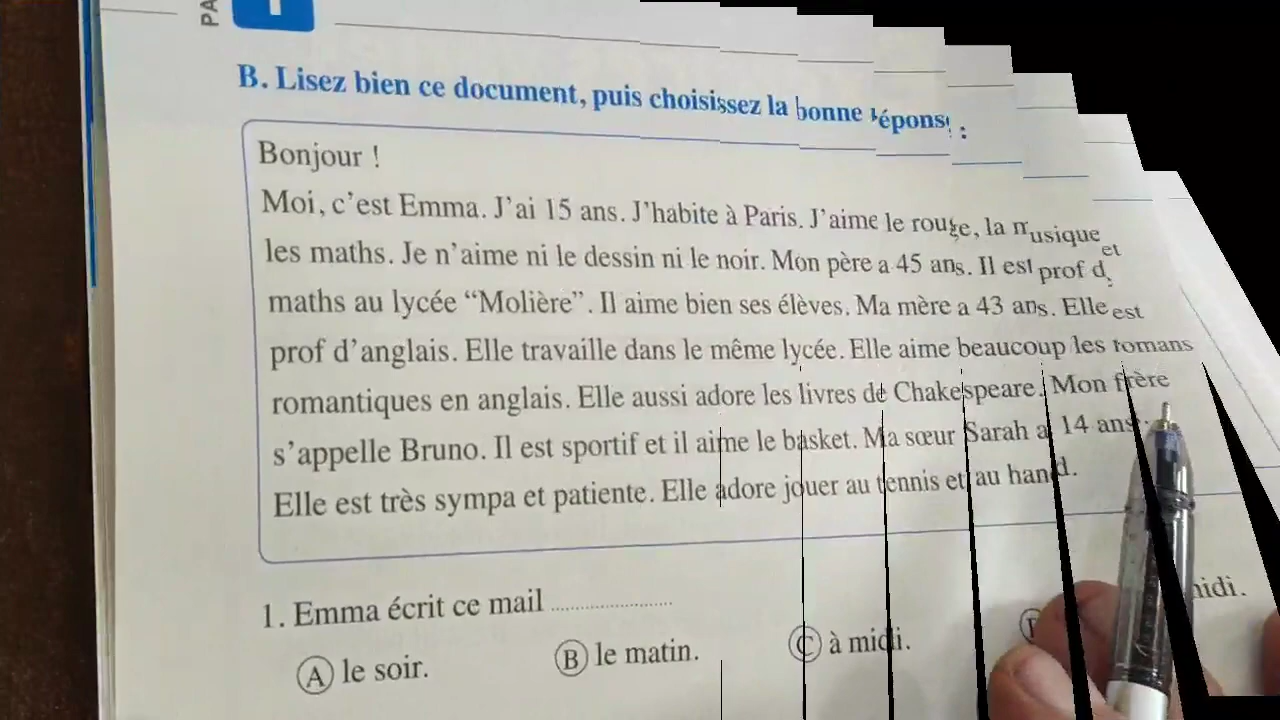 B. Lisez bien ce document, puis choisissez la bonne réponse :
Bonjour !
Moi, c'est Emma. J'ai 15 ans. J'habite à Paris. J'aime le rouge, la musique et
les maths. Je n'aime ni le dessin ni le noir. Mon père a 45 ans. Il est prof de
maths au lycée “Molière”. Il aime bien ses élèves. Ma mère a 43 ans. Elle est
prof d'anglais. Elle travaille dans le même lycée. Elle aime beaucoup les romans
romantiques en anglais. Elle aussi adore les livres de Chakespeare. Mon frère
s'appelle Bruno. Il est sportif et il aime le basket. Ma sœur Sarah a 14 ans.
Elle est très sympa et patiente. Elle adore jouer au tennis et au hand.
1. Emma écrit ce mail ........................
A le soir. B le matin. C à midi.